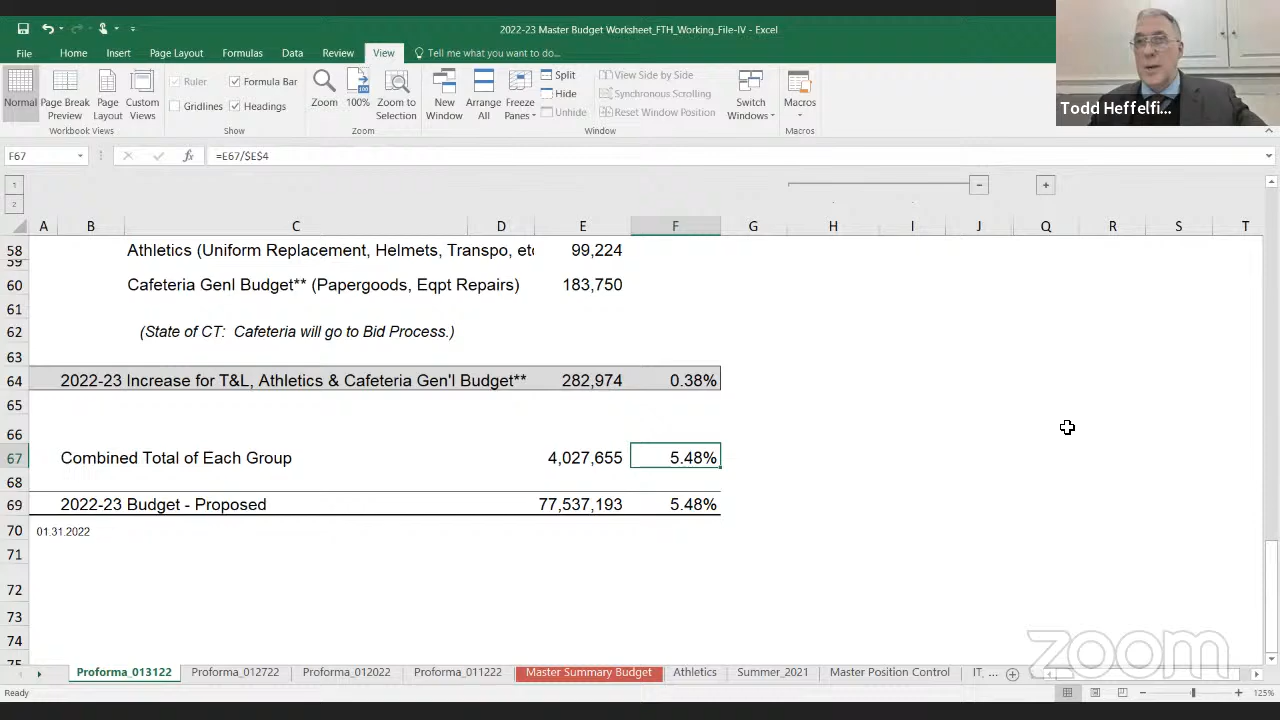 2022-23 Master Budget Worksheet_FTH_Working_File-IV - Excel
File Home Insert Page Layout Formulas Data Review View Tell me what you want to do...
Ruler Formula Bar
Gridlines Headings
Normal Page Break Preview Page Layout Custom Views
Workbook Views
Show
Zoom 100% Zoom to Selection
Zoom
New Window Arrange All Freeze Panes
Split
Hide
Unhide
View Side by Side
Synchronous Scrolling
Reset Window Position
Window
Switch Windows
Macros
Macros
Todd Heffelfi...
F67 fx =E67/$E$4
1
2
A B C D E F G H I J Q R S T
58 Athletics (Uniform Replacement, Helmets, Transpo, etc 99,224
59
60 Cafeteria Genl Budget** (Papergoods, Eqpt Repairs) 183,750
61
62 (State of CT: Cafeteria will go to Bid Process.)
63
64 2022-23 Increase for T&L, Athletics & Cafeteria Gen'l Budget** 282,974 0.38%
65
66
67 Combined Total of Each Group 4,027,655 5.48%
68
69 2022-23 Budget - Proposed 77,537,193 5.48%
70 01.31.2022
71
72
73
74
75
zoom
Proforma_013122 Proforma_012722 Proforma_012022 Proforma_011222 Master Summary Budget Athletics Summer_2021 Master Position Control IT, ...
Ready 125%